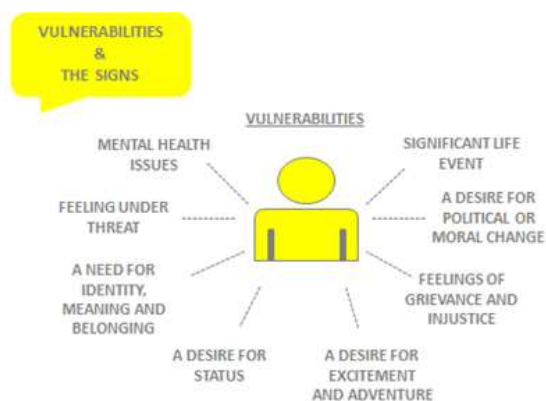 VULNERABILITIES
&
THE SIGNS
VULNERABILITIES
MENTAL HEALTH
ISSUES
SIGNIFICANT LIFE
EVENT
FEELING UNDER
THREAT
A DESIRE FOR
POLITICAL OR
MORAL CHANGE
A NEED FOR
IDENTITY,
MEANING AND
BELONGING
FEELINGS OF
GRIEVANCE AND
INJUSTICE
A DESIRE FOR
STATUS
A DESIRE FOR
EXCITEMENT
AND ADVENTURE